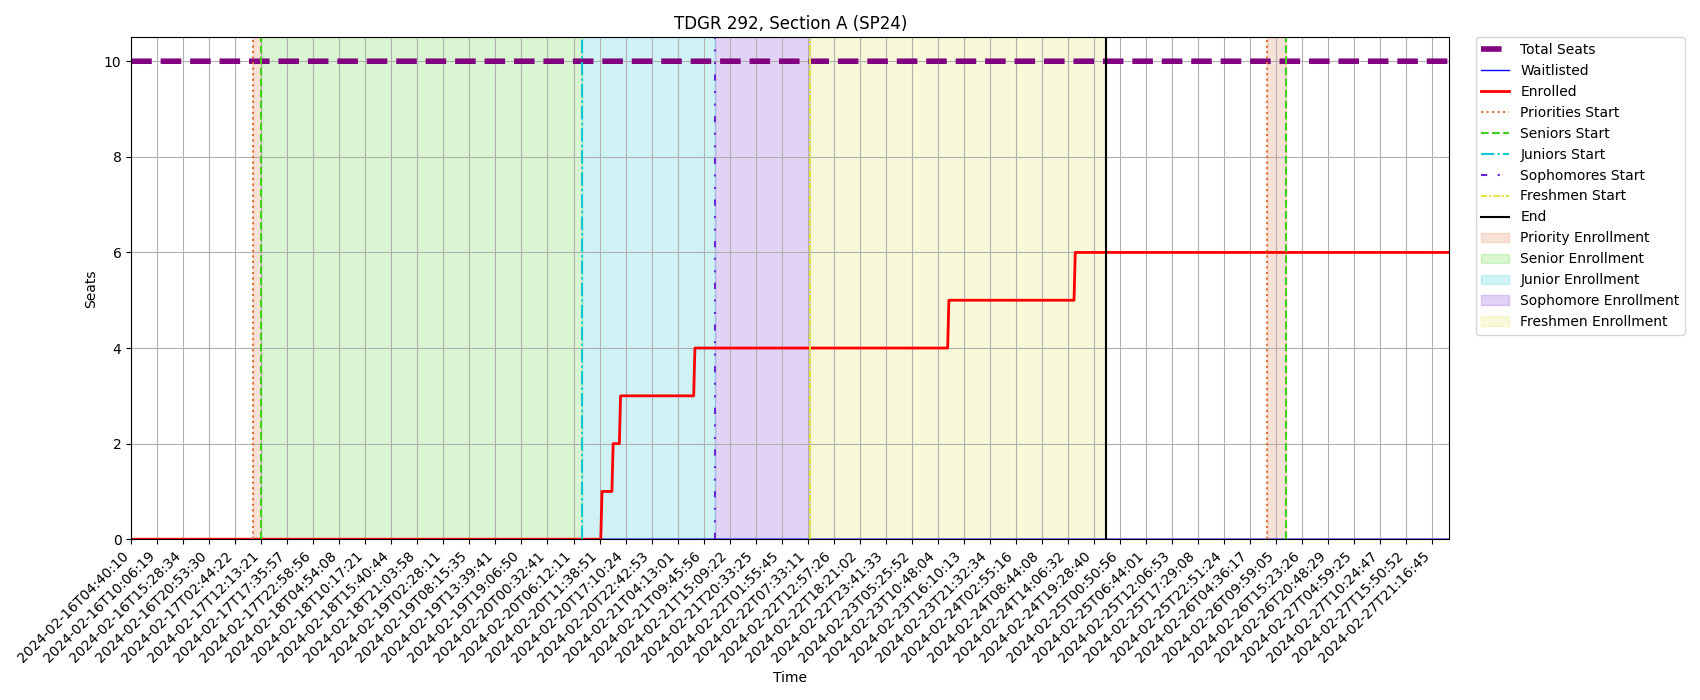 TDGR 292, Section A (SP24)
10
8
6
4
2
0
Seats
2024-02-16T04:40:10
2024-02-16T10:06:19
2024-02-16T15:28:34
2024-02-16T20:53:30
2024-02-17T02:44:22
2024-02-17T12:13:21
2024-02-17T17:35:57
2024-02-17T22:58:56
2024-02-18T04:54:08
2024-02-18T10:17:21
2024-02-18T15:40:44
2024-02-18T21:03:58
2024-02-19T02:28:11
2024-02-19T08:15:35
2024-02-19T13:39:41
2024-02-19T19:06:50
2024-02-20T00:32:41
2024-02-20T06:12:11
2024-02-20T11:38:51
2024-02-20T17:10:24
2024-02-20T22:42:53
2024-02-21T04:13:01
2024-02-21T09:45:56
2024-02-21T15:09:22
2024-02-21T20:33:25
2024-02-22T01:55:45
2024-02-22T07:33:11
2024-02-22T12:57:26
2024-02-22T18:21:02
2024-02-22T23:41:33
2024-02-23T05:25:52
2024-02-23T10:48:04
2024-02-23T16:10:13
2024-02-23T21:32:34
2024-02-24T02:55:16
2024-02-24T08:44:08
2024-02-24T14:06:32
2024-02-24T19:28:40
2024-02-25T00:50:56
2024-02-25T06:44:01
2024-02-25T12:06:53
2024-02-25T17:29:08
2024-02-25T22:51:24
2024-02-26T04:36:17
2024-02-26T09:59:05
2024-02-26T15:23:26
2024-02-26T20:48:29
2024-02-27T04:59:25
2024-02-27T10:24:47
2024-02-27T15:50:52
2024-02-27T21:16:45
Time
Total Seats
Waitlisted
Enrolled
Priorities Start
Seniors Start
Juniors Start
Sophomores Start
Freshmen Start
End
Priority Enrollment
Senior Enrollment
Junior Enrollment
Sophomore Enrollment
Freshmen Enrollment